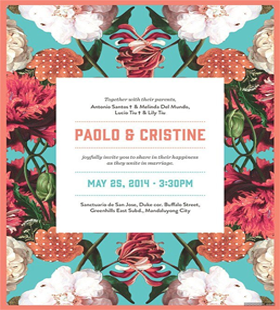 Together with their parents,
Antonio Santos † & Melinda Del Mundo,
Lucio Tiu † & Lily Tiu
PAOLO & CRISTINE
joyfully invite you to share in their happiness
as they unite in marriage.
MAY 25, 2014 - 3:30PM
Sanctuario de San Jose, Duke cor. Buffalo Street,
Greenhills East Subd., Mandaluyong City